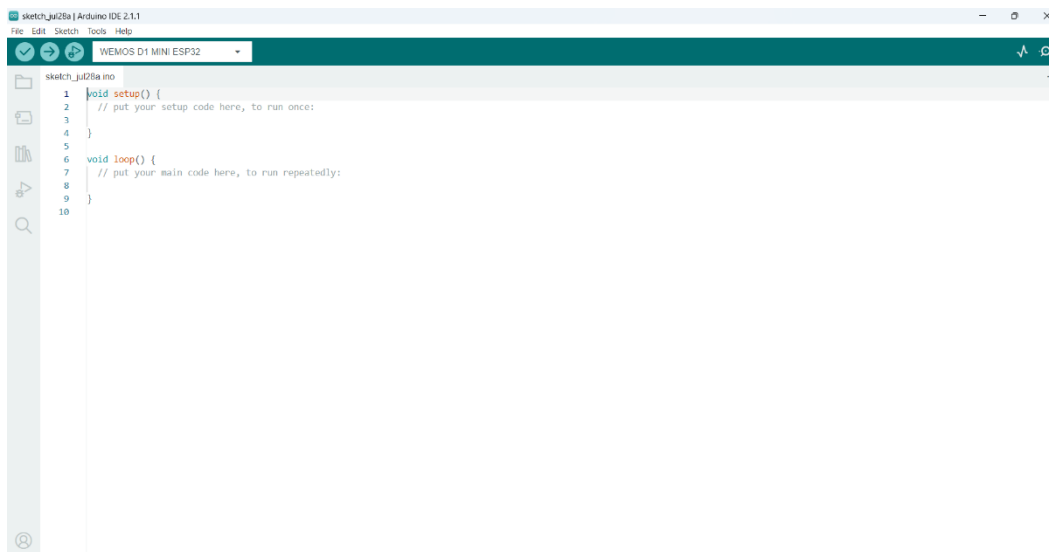 sketch_jul28a | Arduino IDE 2.1.1
File Edit Sketch Tools Help
WEMOS D1 MINI ESP32
sketch_jul28a.ino
1 void setup() {
2 // put your setup code here, to run once:
3
4 }
5
6 void loop() {
7 // put your main code here, to run repeatedly:
8
9 }
10